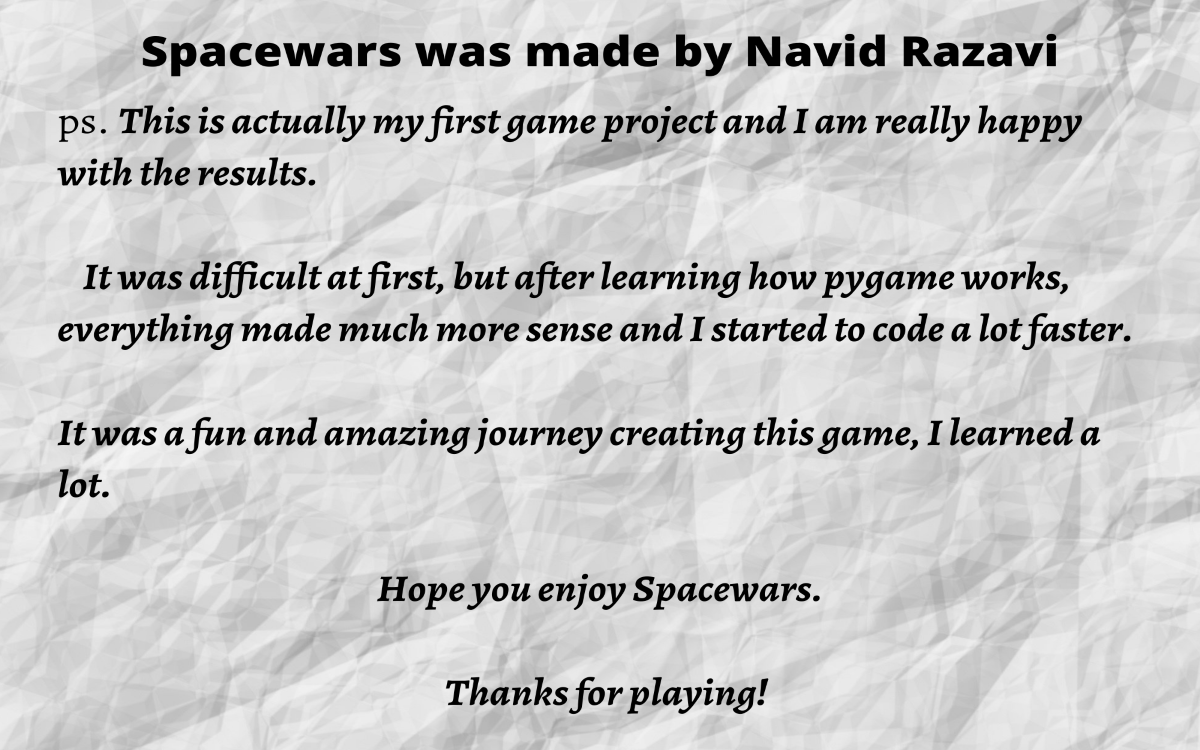 Spacewars was made by Navid Razavi
ps. This is actually my first game project and I am really happy
with the results.
It was difficult at first, but after learning how pygame works,
everything made much more sense and I started to code a lot faster.
It was a fun and amazing journey creating this game, I learned a
lot.
Hope you enjoy Spacewars.
Thanks for playing!